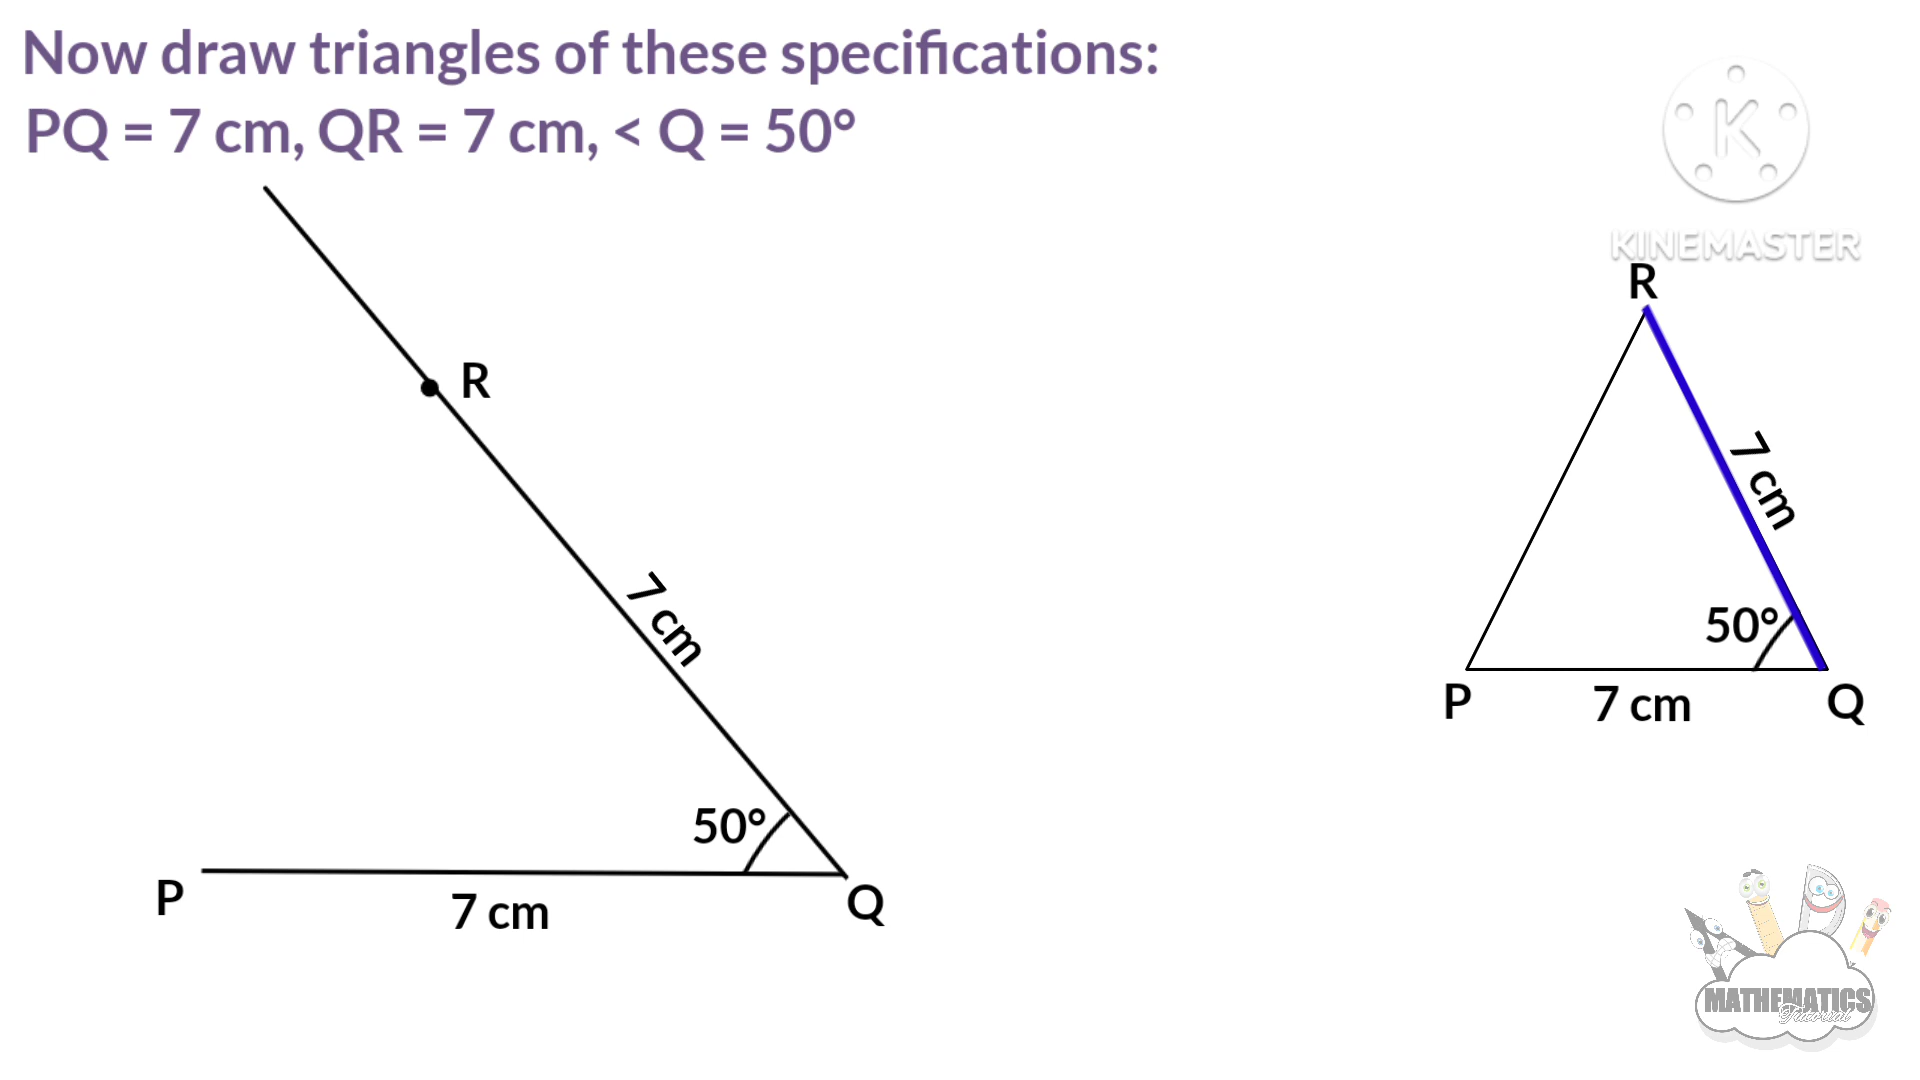 Now draw triangles of these specifications:
PQ = 7 cm, QR = 7 cm, < Q = 50°
K
KINEMASTER
R
R
7 cm
7 cm
50°
50°
P
7 cm
Q
P
7 cm
Q
MATHEMATICS
Tutorial